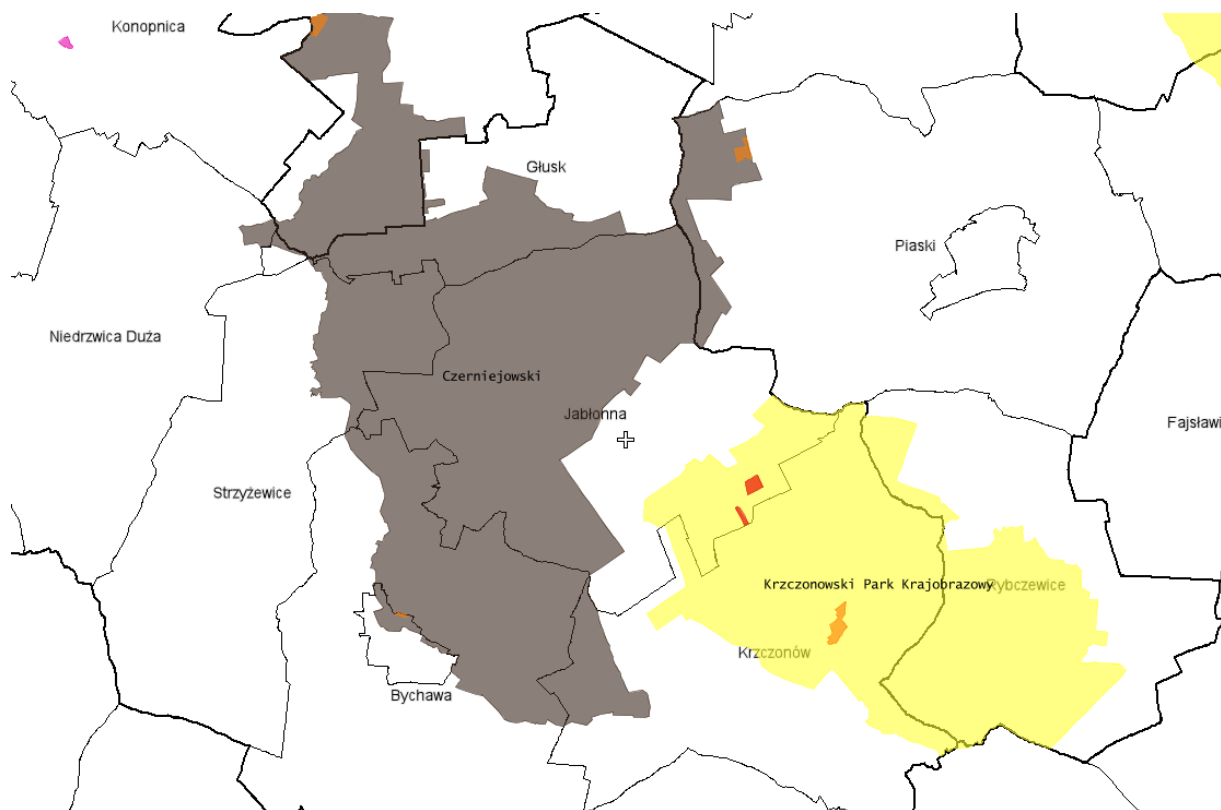 Konopnica
Głusk
Piaski
Niedrzwica Duża
Czerniejowski
Jabłonna
Fajsławi
Strzyżewice
Krzczonowski Park Krajobrazowy
Rybczewice
Krzczonów
Bychawa